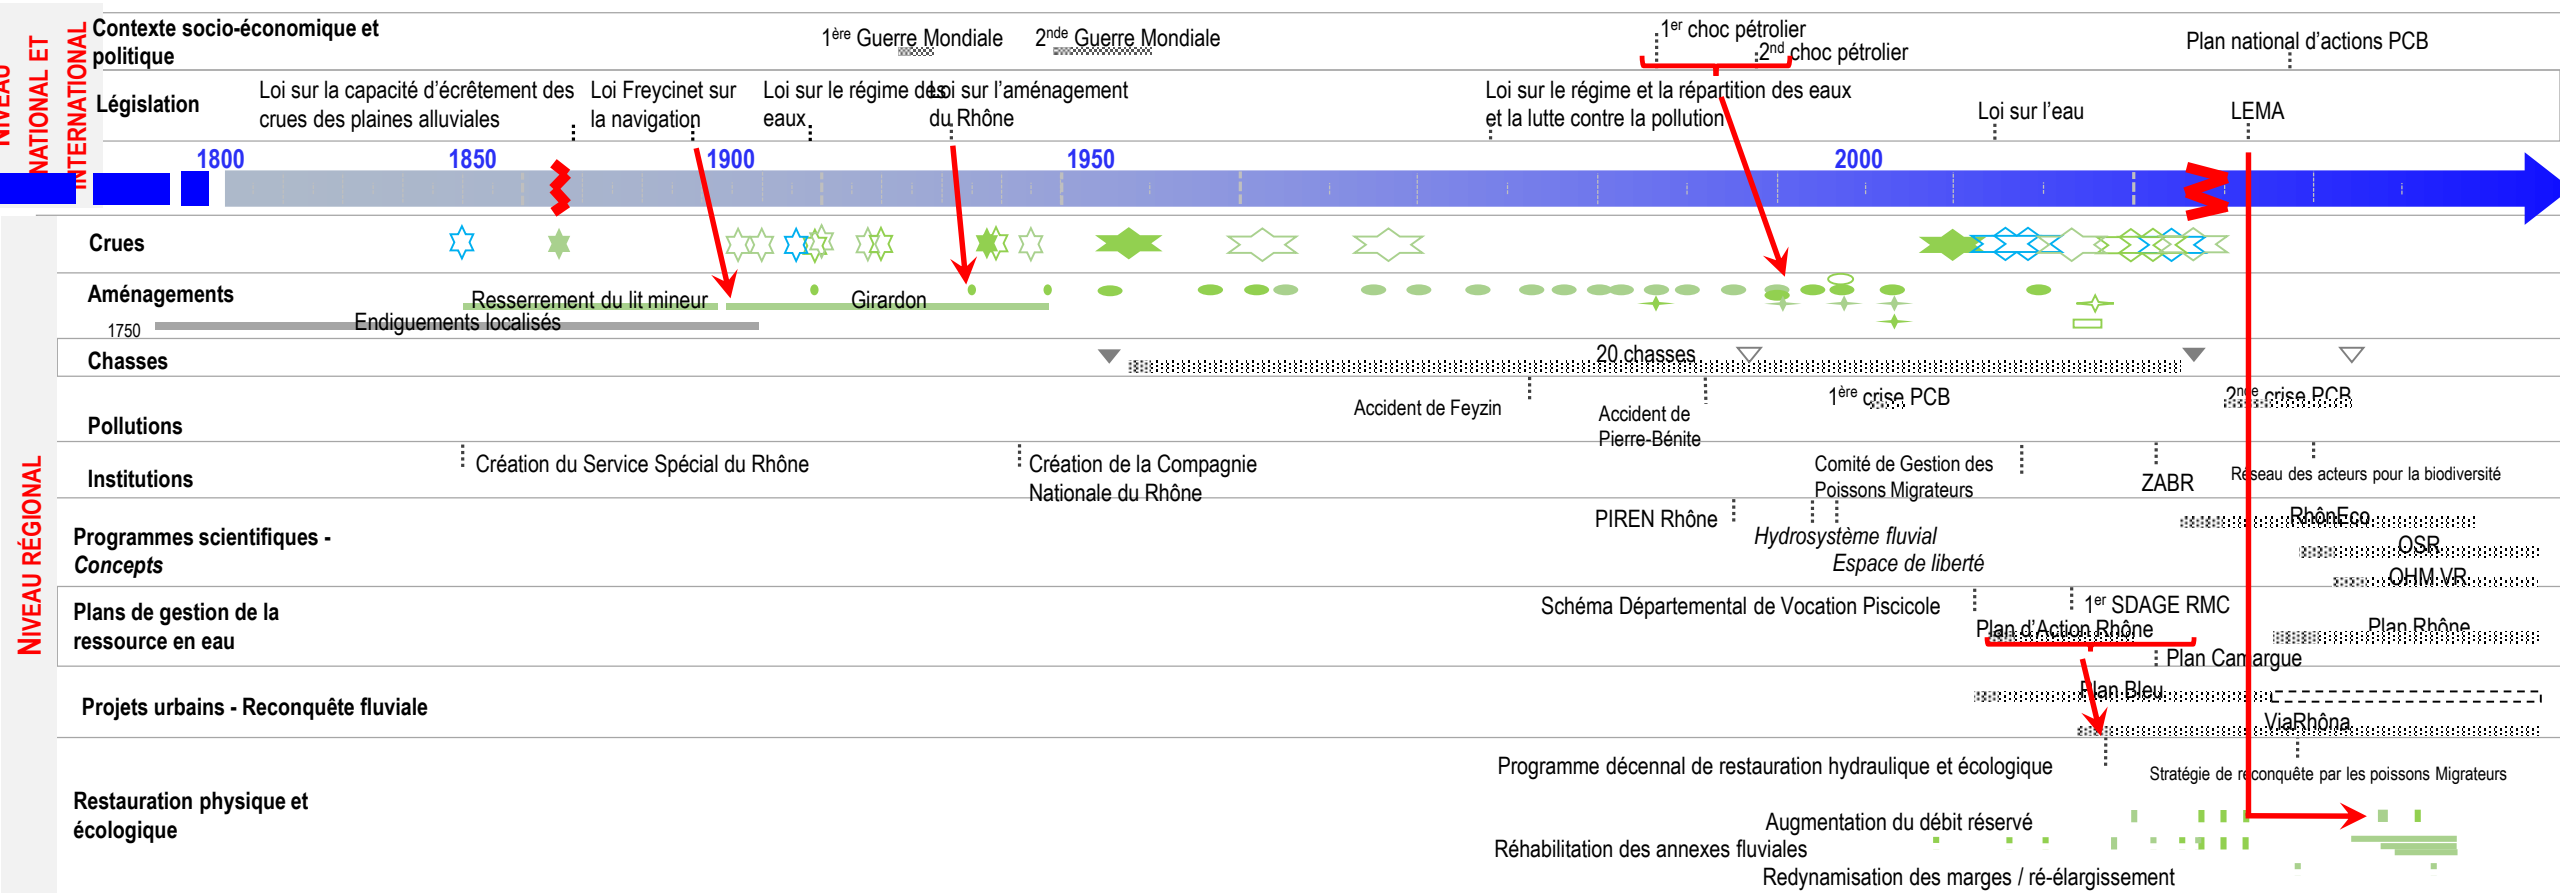 NIVEAU
NATIONAL ET
INTERNATIONAL
Contexte socio-économique et
politique
1ère Guerre Mondiale
2nde Guerre Mondiale
1er choc pétrolier
2nd choc pétrolier
Plan national d'actions PCB
Législation
Loi sur la capacité d'écrêtement des
crues des plaines alluviales
Loi Freycinet sur
la navigation
Loi sur le régime des
eaux
Loi sur l'aménagement
du Rhône
Loi sur le régime et la répartition des eaux
et la lutte contre la pollution
Loi sur l'eau
LEMA
1800
1850
1900
1950
2000
NIVEAU RÉGIONAL
Crues
Aménagements
Resserrement du lit mineur
Girardon
1750
Endiguements localisés
Chasses
20 chasses
Pollutions
Accident de Feyzin
Accident de
Pierre-Bénite
1ère crise PCB
2nde crise PCB
Institutions
Création du Service Spécial du Rhône
Création de la Compagnie
Nationale du Rhône
Comité de Gestion des
Poissons Migrateurs
ZABR
Réseau des acteurs pour la biodiversité
Programmes scientifiques -
Concepts
PIREN Rhône
Hydrosystème fluvial
Espace de liberté
RhônEco
OSR
OHM VR
Plans de gestion de la
ressource en eau
Schéma Départemental de Vocation Piscicole
1er SDAGE RMC
Plan d'Action Rhône
Plan Rhône
Plan Camargue
Projets urbains - Reconquête fluviale
Plan Bleu
ViaRhôna
Restauration physique et
écologique
Programme décennal de restauration hydraulique et écologique
Stratégie de reconquête par les poissons Migrateurs
Augmentation du débit réservé
Réhabilitation des annexes fluviales
Redynamisation des marges / ré-élargissement